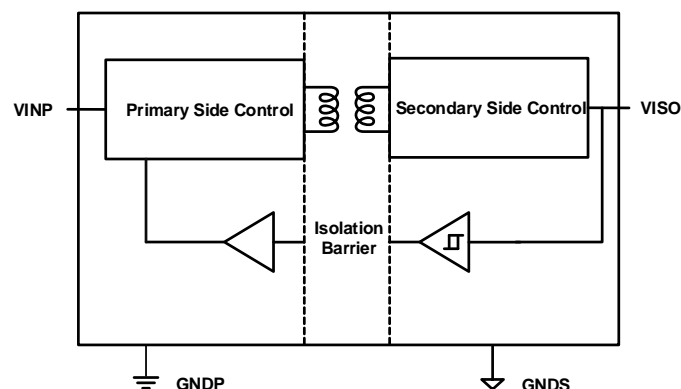 VINP
Primary Side Control
Secondary Side Control
VISO
Isolation
Barrier
GNDP
GNDS